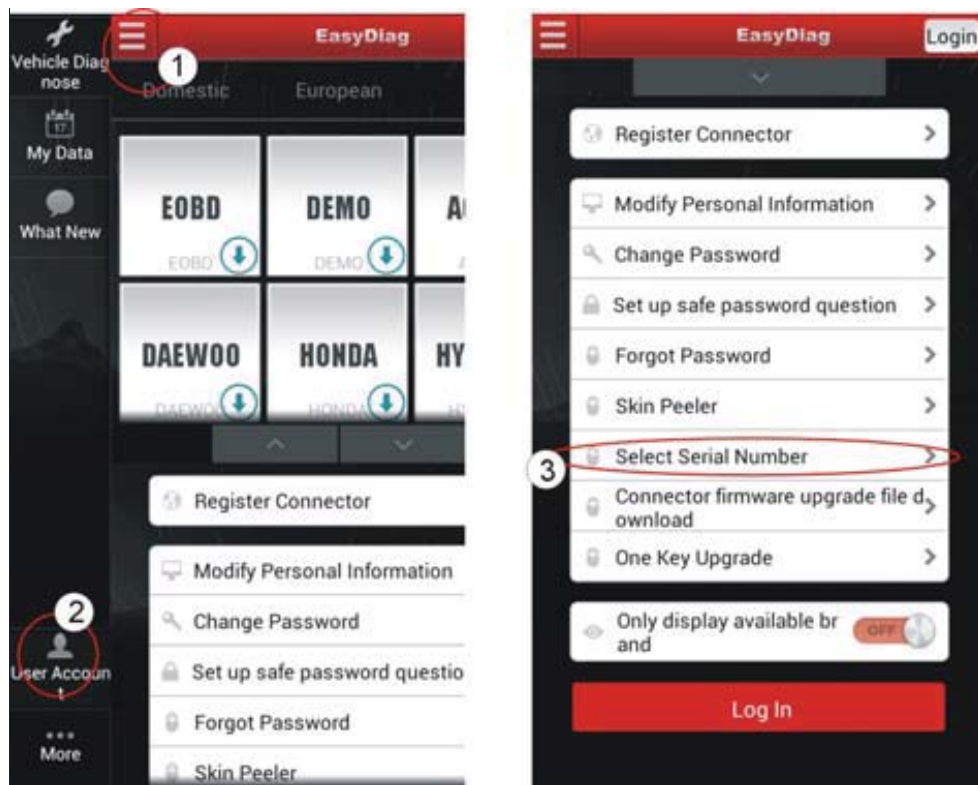 Vehicle Diag
nose
17
My Data
What New
User Accoun
t
More
2
EasyDiag
1
Domestic
European
EOBD
EOBD
DEMO
DEMO
DAEWOO
HONDA
HY
Register Connector
Modify Personal Information
Change Password
Set up safe password questio
Forgot Password
Skin Peeler
EasyDiag
Login
Register Connector
Modify Personal Information
Change Password
Set up safe password question
Forgot Password
Skin Peeler
3
Select Serial Number
Connector firmware upgrade file d
ownload
One Key Upgrade
Only display available br
and
OFF
Log In